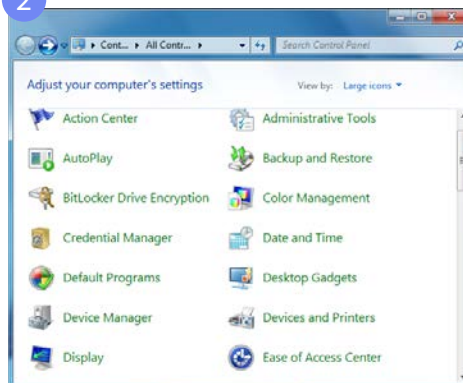 2
Cont... All Contr... Search Control Panel
Adjust your computer's settings View by: Large icons
Action Center Administrative Tools
AutoPlay Backup and Restore
BitLocker Drive Encryption Color Management
Credential Manager Date and Time
Default Programs Desktop Gadgets
Device Manager Devices and Printers
Display Ease of Access Center